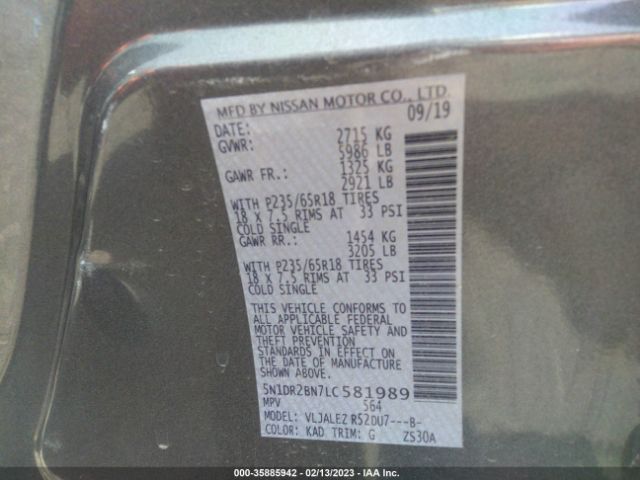 MFD BY NISSAN MOTOR CO., LTD.
DATE: 09/19
GVWR: 2715 KG
5986 LB
GAWR FR.: 1325 KG
2921 LB
WITH P235/65R18 TIRES
18 X 7.5 RIMS AT 33 PSI
COLD SINGLE
GAWR RR.: 1454 KG
3205 LB
WITH P235/65R18 TIRES
18 X 7.5 RIMS AT 33 PSI
COLD SINGLE
THIS VEHICLE CONFORMS TO
ALL APPLICABLE FEDERAL
MOTOR VEHICLE SAFETY AND
THEFT PREVENTION
STANDARDS IN EFFECT ON
THE DATE OF MANUFACTURE
SHOWN ABOVE.
5N1DR2BN7LC581989
MPV 564
MODEL: VLJALEZ R52DU7---B-
COLOR: KAD TRIM: G ZS30A
000-35885942 - 02/13/2023 - IAA DU